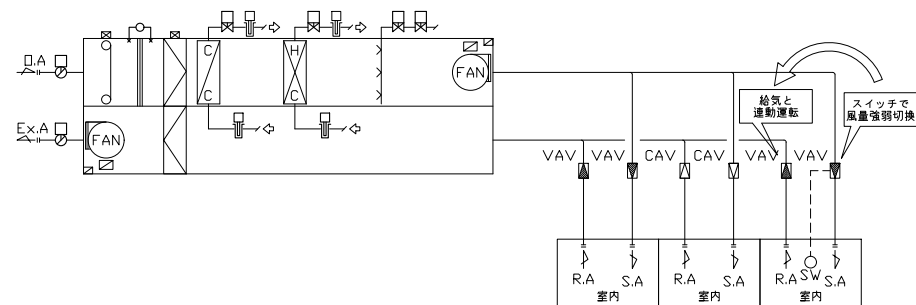 O.A
Ex.A
FAN
C
C
H
C
FAN
給気と
連動運転
スイッチで
風量強弱切換
VAV VAV CAV CAV VAV VAV
R.A S.A R.A S.A R.A SW S.A
室内 室内 室内